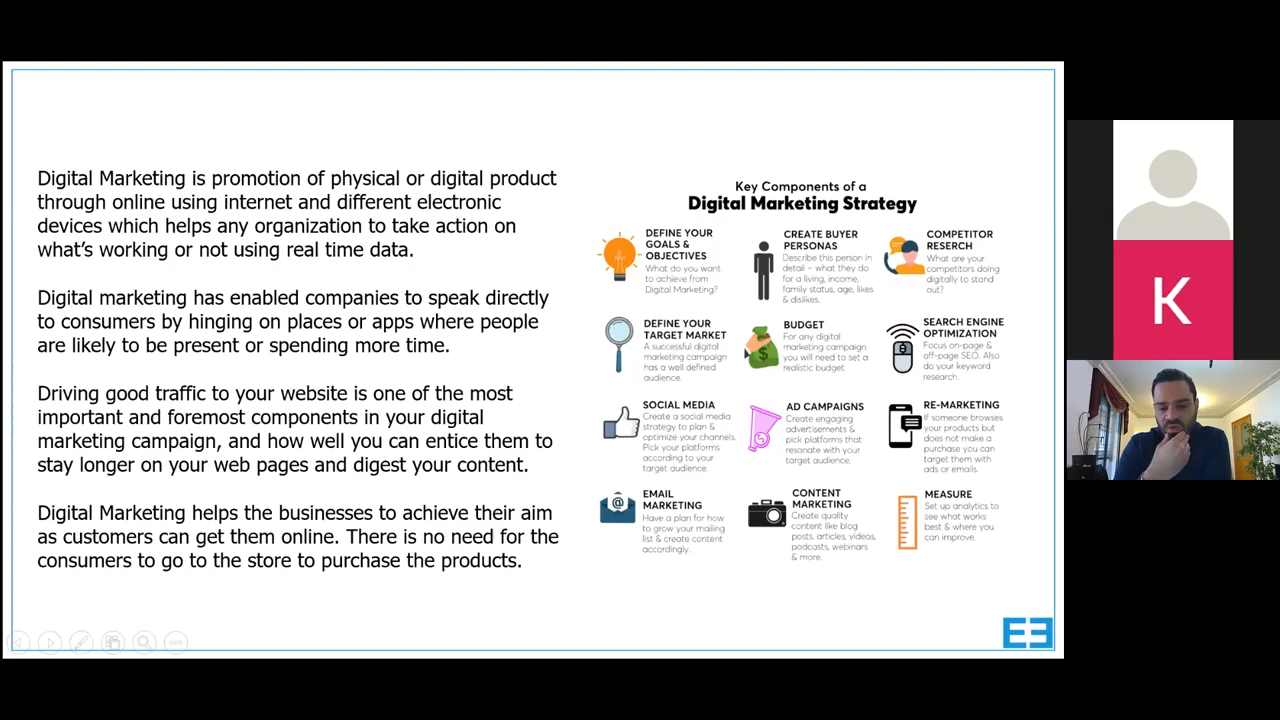 Digital Marketing is promotion of physical or digital product
through online using internet and different electronic
devices which helps any organization to take action on
what's working or not using real time data.
Digital marketing has enabled companies to speak directly
to consumers by hinging on places or apps where people
are likely to be present or spending more time.
Driving good traffic to your website is one of the most
important and foremost components in your digital
marketing campaign, and how well you can entice them to
stay longer on your web pages and digest your content.
Digital Marketing helps the businesses to achieve their aim
as customers can get them online. There is no need for the
consumers to go to the store to purchase the products.
Key Components of a
Digital Marketing Strategy
DEFINE YOUR
GOALS &
OBJECTIVES
What do you want
to achieve from
Digital Marketing?
CREATE BUYER
PERSONAS
Describe this person in
detail – what they do
for a living, income,
family status, age, likes
& dislikes.
COMPETITOR
RESERCH
What are your
competitors doing
digitally to stand
out?
DEFINE YOUR
TARGET MARKET
A successful digital
marketing campaign
has a well defined
audience.
BUDGET
For any digital
marketing campaign
you will need to set a
realistic budget.
SEARCH ENGINE
OPTIMIZATION
Focus on-page &
off-page SEO. Also
do your keyword
research.
SOCIAL MEDIA
Create a social media
strategy to plan &
optimize your channels.
Pick your platforms
according to your
target audience.
AD CAMPAIGNS
Create engaging
advertisements &
pick platforms that
resonate with your
target audience.
RE-MARKETING
If someone browses
your products but
does not make a
purchase you can
target them with
ads or emails.
EMAIL
MARKETING
Have a plan for how
to grow your mailing
list & create content
accordingly.
CONTENT
MARKETING
Create quality
content like blog
posts, articles, videos,
podcasts, webinars
& more.
MEASURE
Set up analytics to
see what works
best & where you
can improve.
K